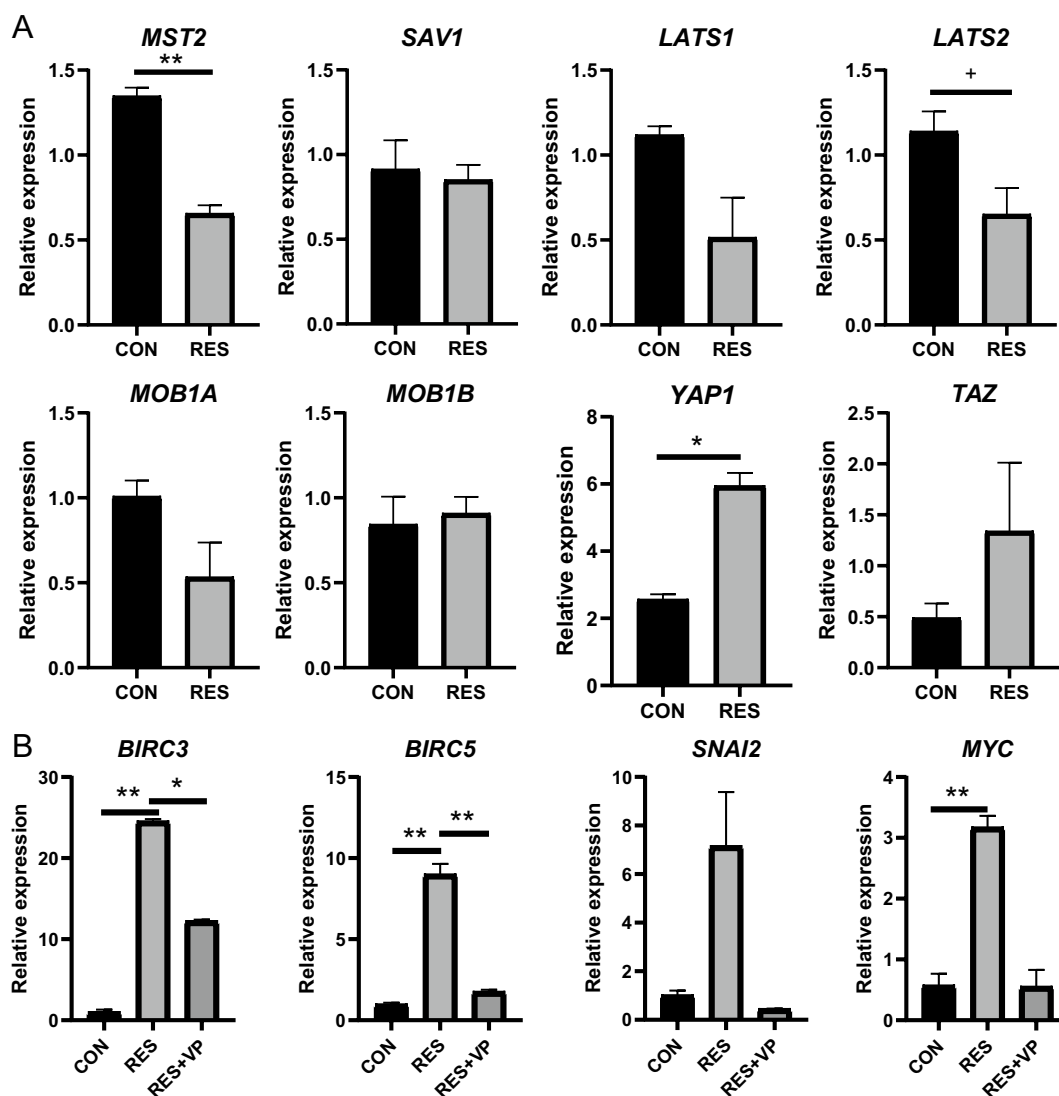 A
MST2
**
Relative expression
1.5
1.0
0.5
0.0
CON RES
SAV1
Relative expression
1.5
1.0
0.5
0.0
CON RES
LATS1
Relative expression
1.5
1.0
0.5
0.0
CON RES
LATS2
+
Relative expression
1.5
1.0
0.5
0.0
CON RES
MOB1A
Relative expression
1.5
1.0
0.5
0.0
CON RES
MOB1B
Relative expression
1.5
1.0
0.5
0.0
CON RES
YAP1
*
Relative expression
8
6
4
2
0
CON RES
TAZ
Relative expression
2.5
2.0
1.5
1.0
0.5
0.0
CON RES
B
BIRC3
** *
Relative expression
30
20
10
0
CON RES RES+VP
BIRC5
** **
Relative expression
15
10
5
0
CON RES RES+VP
SNAI2
Relative expression
10
8
6
4
2
0
CON RES RES+VP
MYC
**
Relative expression
4
3
2
1
0
CON RES RES+VP